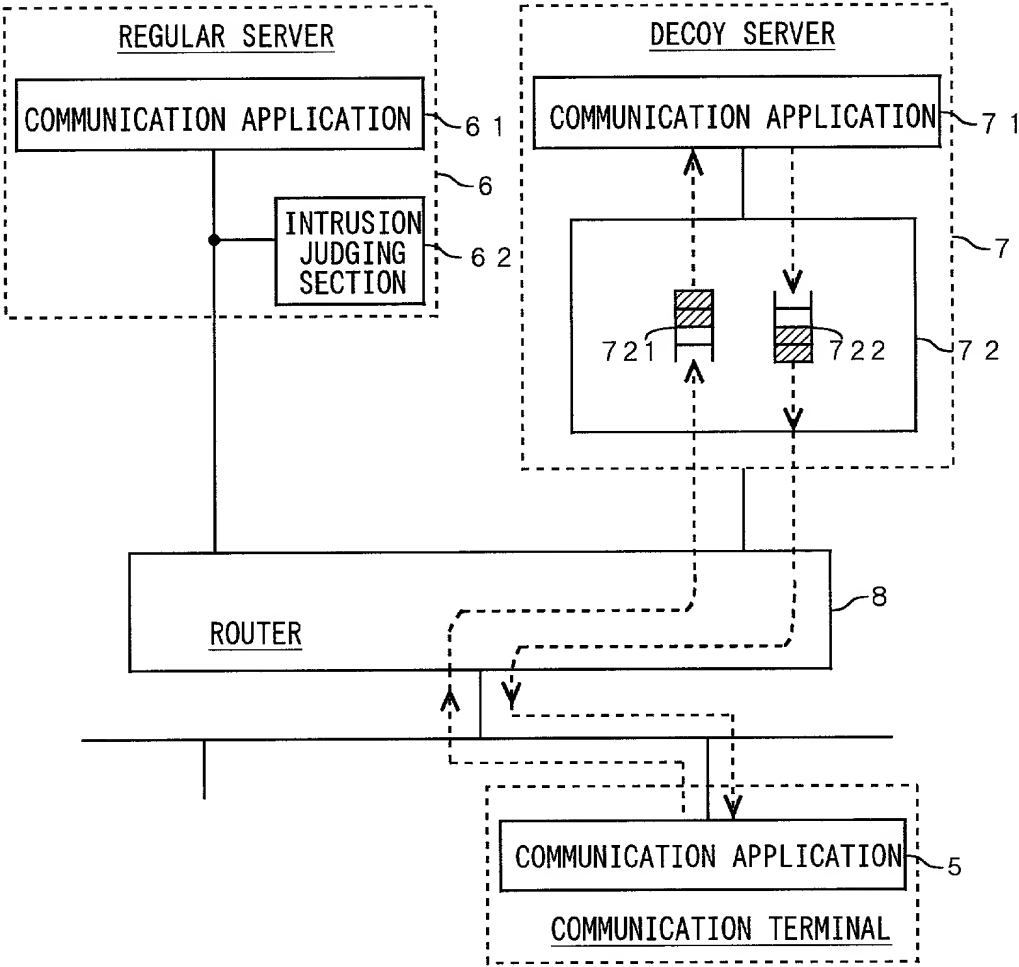 REGULAR SERVER
COMMUNICATION APPLICATION
61
6
INTRUSION
JUDGING
SECTION
62
DECOY SERVER
COMMUNICATION APPLICATION
71
7
721
722
72
ROUTER
8
COMMUNICATION APPLICATION
5
COMMUNICATION TERMINAL